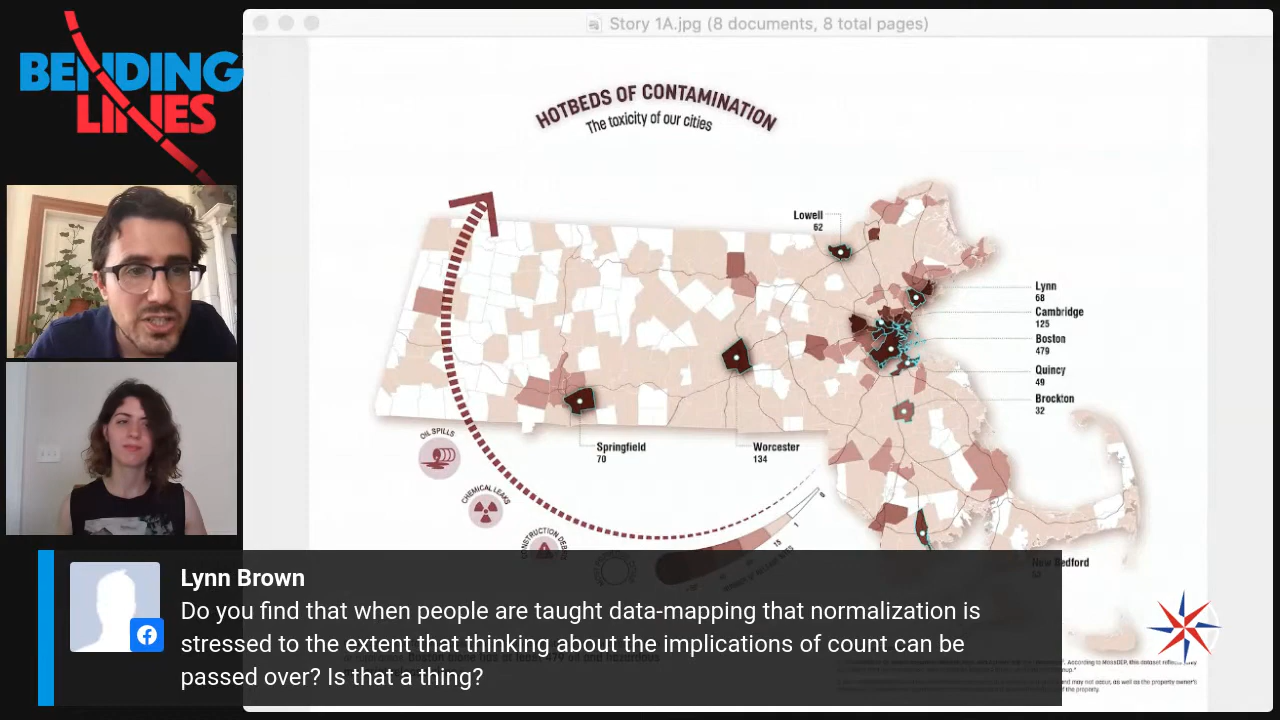 Story 1A.jpg (8 documents, 8 total pages)
BENDING
LINES
HOTBEDS OF CONTAMINATION
The toxicity of our cities
Lowell
62
Lynn
68
Cambridge
125
Boston
479
Quincy
49
Brockton
32
Springfield
70
Worcester
134
OIL SPILLS
CHEMICAL LEAKS
CONSTRUCTION DEBRIS
New Bedford
Lynn Brown
Do you find that when people are taught data-mapping that normalization is
stressed to the extent that thinking about the implications of count can be
passed over? Is that a thing?